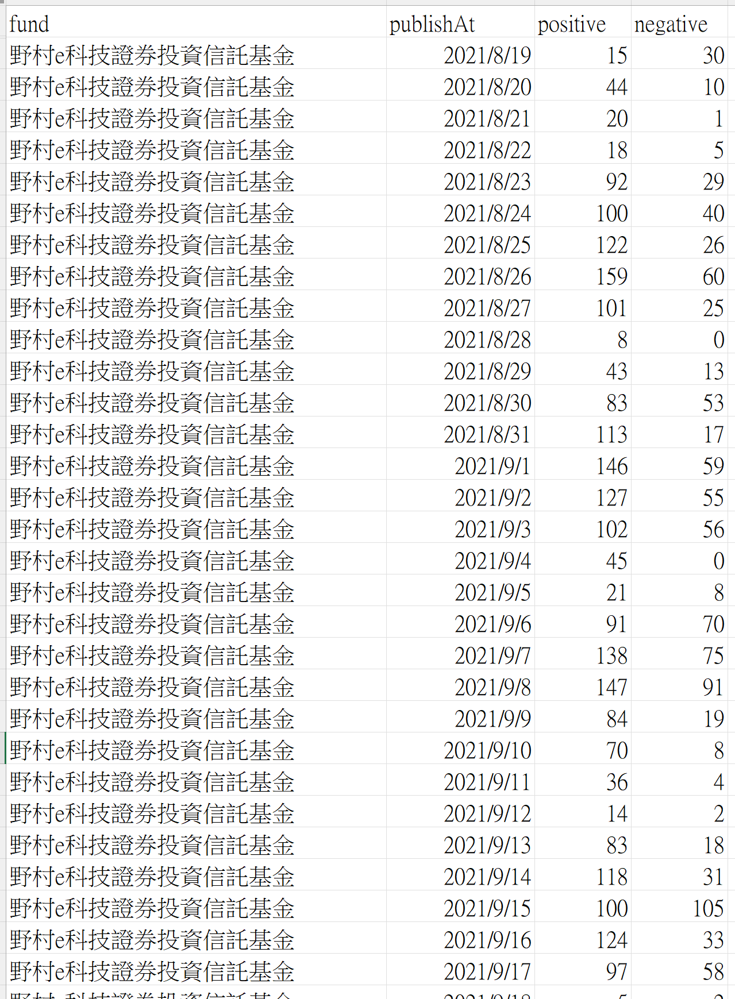 fund publishAt positive negative
野村e科技證券投資信託基金 2021/8/19 15 30
野村e科技證券投資信託基金 2021/8/20 44 10
野村e科技證券投資信託基金 2021/8/21 20 1
野村e科技證券投資信託基金 2021/8/22 18 5
野村e科技證券投資信託基金 2021/8/23 92 29
野村e科技證券投資信託基金 2021/8/24 100 40
野村e科技證券投資信託基金 2021/8/25 122 26
野村e科技證券投資信託基金 2021/8/26 159 60
野村e科技證券投資信託基金 2021/8/27 101 25
野村e科技證券投資信託基金 2021/8/28 8 0
野村e科技證券投資信託基金 2021/8/29 43 13
野村e科技證券投資信託基金 2021/8/30 83 53
野村e科技證券投資信託基金 2021/8/31 113 17
野村e科技證券投資信託基金 2021/9/1 146 59
野村e科技證券投資信託基金 2021/9/2 127 55
野村e科技證券投資信託基金 2021/9/3 102 56
野村e科技證券投資信託基金 2021/9/4 45 0
野村e科技證券投資信託基金 2021/9/5 21 8
野村e科技證券投資信託基金 2021/9/6 91 70
野村e科技證券投資信託基金 2021/9/7 138 75
野村e科技證券投資信託基金 2021/9/8 147 91
野村e科技證券投資信託基金 2021/9/9 84 19
野村e科技證券投資信託基金 2021/9/10 70 8
野村e科技證券投資信託基金 2021/9/11 36 4
野村e科技證券投資信託基金 2021/9/12 14 2
野村e科技證券投資信託基金 2021/9/13 83 18
野村e科技證券投資信託基金 2021/9/14 118 31
野村e科技證券投資信託基金 2021/9/15 100 105
野村e科技證券投資信託基金 2021/9/16 124 33
野村e科技證券投資信託基金 2021/9/17 97 58